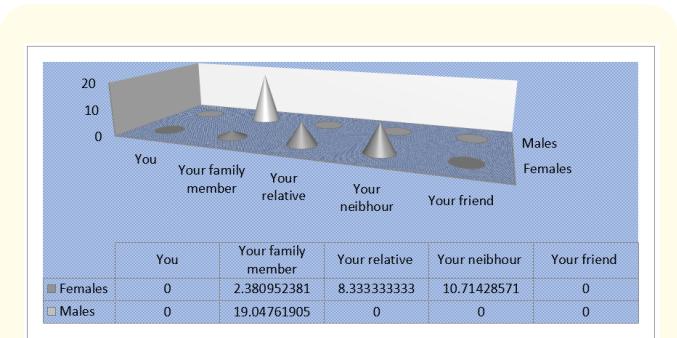 20
10
0
Males
Females
You
Your family
member
Your
relative
Your
neibhour
Your friend
You Your family
member Your relative Your neibhour Your friend
Females 0 2.380952381 8.333333333 10.71428571 0
Males 0 19.04761905 0 0 0